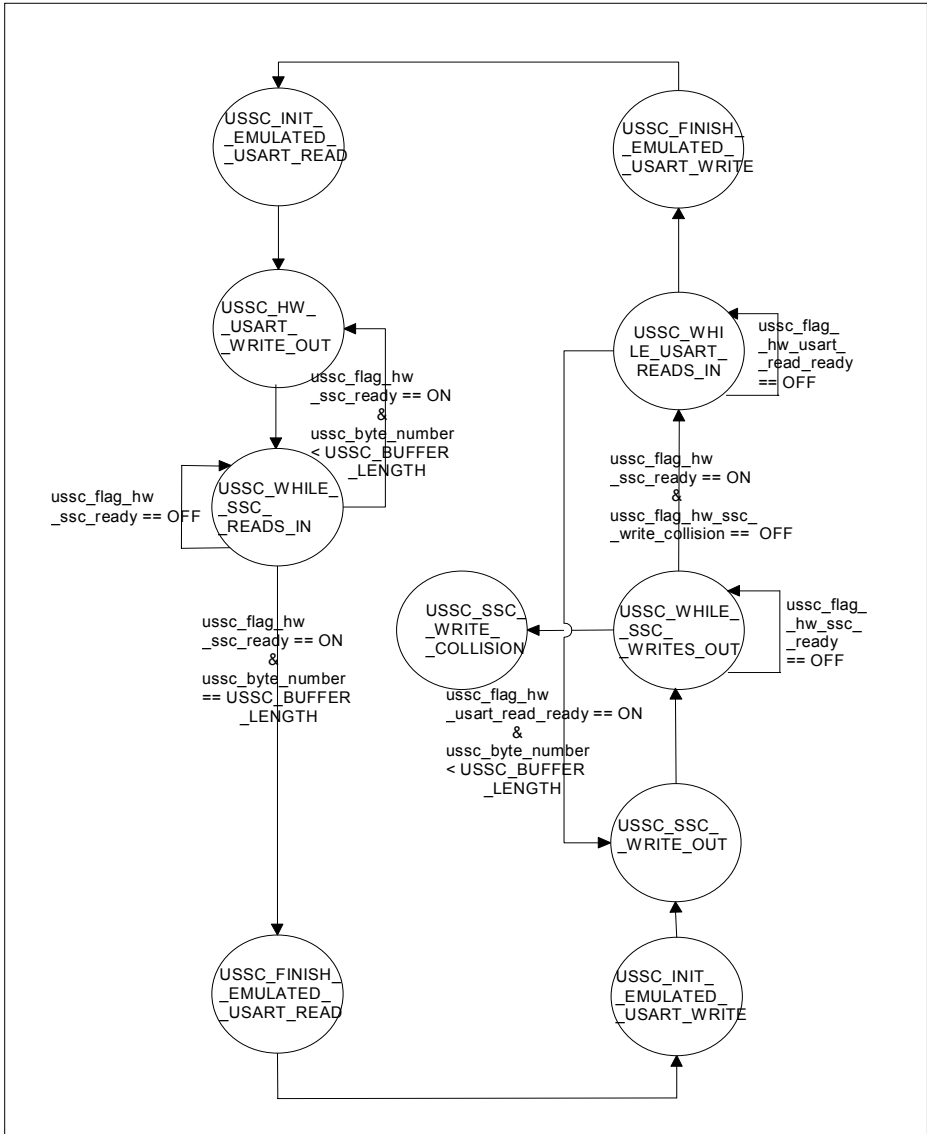 USSC_INIT_
_EMULATED_
_USART_READ
USSC_HW_
_USART_
_WRITE_OUT
ussc_flag_hw
_ssc_ready == ON
&
ussc_byte_number
< USSC_BUFFER
_LENGTH
ussc_flag_hw
_ssc_ready == OFF
USSC_WHILE_
_SSC_
_READS_IN
ussc_flag_hw
_ssc_ready == ON
&
ussc_byte_number
== USSC_BUFFER
_LENGTH
USSC_FINISH_
_EMULATED_
_USART_READ
USSC_FINISH_
_EMULATED_
_USART_WRITE
USSC_WHI
LE_USART_
READS_IN
ussc_flag_
_hw_usart_
_read_ready
== OFF
ussc_flag_hw
_ssc_ready == ON
&
ussc_flag_hw_ssc_
_write_collision == OFF
USSC_SSC_
_WRITE_
_COLLISION
USSC_WHILE_
_SSC_
_WRITES_OUT
ussc_flag_
_hw_ssc_
_ready
== OFF
ussc_flag_hw
_usart_read_ready == ON
&
ussc_byte_number
< USSC_BUFFER
_LENGTH
USSC_SSC_
_WRITE_OUT
USSC_INIT_
_EMULATED_
_USART_WRITE